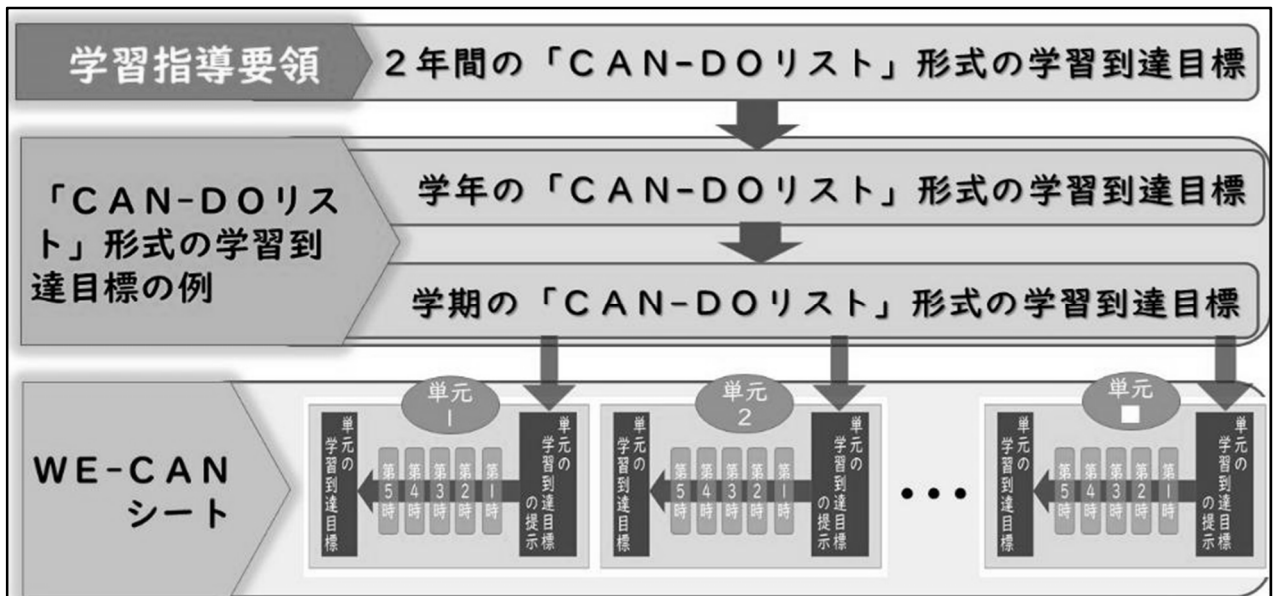 学習指導要領
2年間の「CAN-DOリスト」形式の学習到達目標
「CAN-DOリス
ト」形式の学習到
達目標の例
学年の「CAN-DOリスト」形式の学習到達目標
学期の「CAN-DOリスト」形式の学習到達目標
WE-CAN
シート
単元
1
単元の
学習到達目標
の提示
第1時
第2時
第3時
第4時
第5時
単元の
学習到達目標
単元
2
単元の
学習到達目標
の提示
第1時
第2時
第3時
第4時
第5時
単元の
学習到達目標
•••
単元
■
単元の
学習到達目標
の提示
第1時
第2時
第3時
第4時
第5時
単元の
学習到達目標